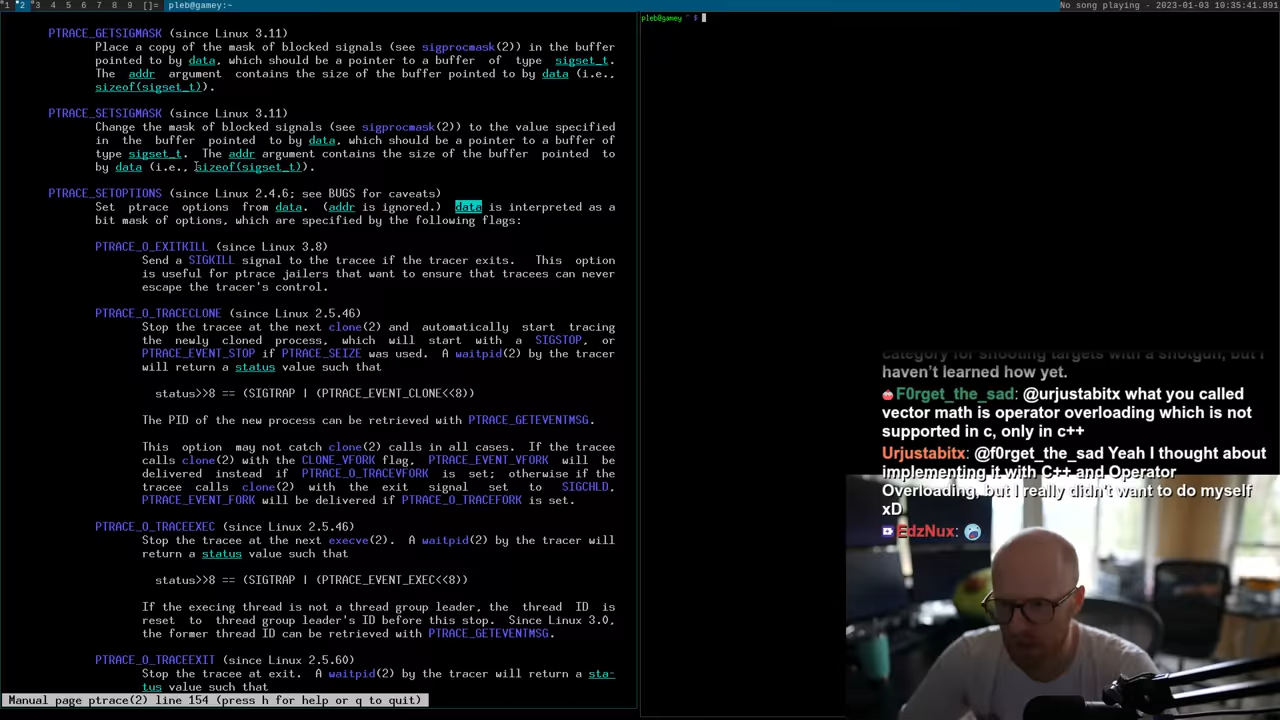 1 2 3 4 5 6 7 8 9 []= pleb@gamey:~
No song playing - 2023-01-03 10:35:41.891
PTRACE_GETSIGMASK (since Linux 3.11)
Place a copy of the mask of blocked signals (see sigprocmask(2)) in the buffer
pointed to by data, which should be a pointer to a buffer of type sigset_t.
The addr argument contains the size of the buffer pointed to by data (i.e.,
sizeof(sigset_t)).
PTRACE_SETSIGMASK (since Linux 3.11)
Change the mask of blocked signals (see sigprocmask(2)) to the value specified
in the buffer pointed to by data, which should be a pointer to a buffer of
type sigset_t. The addr argument contains the size of the buffer pointed to
by data (i.e., sizeof(sigset_t)).
PTRACE_SETOPTIONS (since Linux 2.4.6; see BUGS for caveats)
Set ptrace options from data. (addr is ignored.) data is interpreted as a
bit mask of options, which are specified by the following flags:
PTRACE_O_EXITKILL (since Linux 3.8)
Send a SIGKILL signal to the tracee if the tracer exits. This option
is useful for ptrace jailers that want to ensure that tracees can never
escape the tracer's control.
PTRACE_O_TRACECLONE (since Linux 2.5.46)
Stop the tracee at the next clone(2) and automatically start tracing
the newly cloned process, which will start with a SIGSTOP, or
PTRACE_EVENT_STOP if PTRACE_SEIZE was used. A waitpid(2) by the tracer
will return a status value such that
status>>8 == (SIGTRAP | (PTRACE_EVENT_CLONE<<8))
The PID of the new process can be retrieved with PTRACE_GETEVENTMSG.
This option may not catch clone(2) calls in all cases. If the tracee
calls clone(2) with the CLONE_VFORK flag, PTRACE_EVENT_VFORK will be
delivered instead if PTRACE_O_TRACEVFORK is set; otherwise if the
tracee calls clone(2) with the exit signal set to SIGCHLD,
PTRACE_EVENT_FORK will be delivered if PTRACE_O_TRACEFORK is set.
PTRACE_O_TRACEEXEC (since Linux 2.5.46)
Stop the tracee at the next execve(2). A waitpid(2) by the tracer will
return a status value such that
status>>8 == (SIGTRAP | (PTRACE_EVENT_EXEC<<8))
If the execing thread is not a thread group leader, the thread ID is
reset to thread group leader's ID before this stop. Since Linux 3.0,
the former thread ID can be retrieved with PTRACE_GETEVENTMSG.
PTRACE_O_TRACEEXIT (since Linux 2.5.60)
Stop the tracee at exit. A waitpid(2) by the tracer will return a sta-
tus value such that
Manual page ptrace(2) line 154 (press h for help or q to quit)
pleb@gamey ~ $
category for shooting targets with a shotgun, but I
haven't learned how yet.
F0rget_the_sad: @urjustabitx what you called
vector math is operator overloading which is not
supported in c, only in c++
Urjustabitx: @f0rget_the_sad Yeah I thought about
implementing it with C++ and Operator
Overloading, but I really didn't want to do myself
xD
EdzNux: